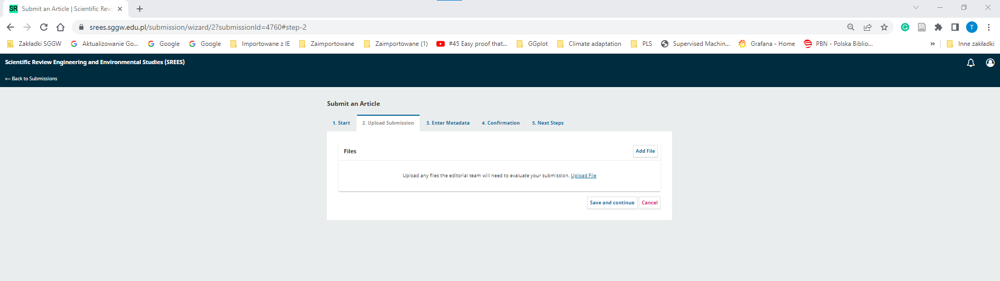 SR Submit an Article | Scientific Revi
srees.sggw.edu.pl/submission/wizard/2?submissionId=4760#step-2 G T
Zakładki SGGW Aktualizowanie Go... Google Google Importowane z IE Zaimportowane Zaimportowane (1) #45 Easy proof that... GGplot Climate adaptation PLS Supervised Machin... Grafana - Home PBN - Polska Biblio... » Inne zakładki
Scientific Review Engineering and Environmental Studies (SREES)
← Back to Submissions
Submit an Article
1. Start 2. Upload Submission 3. Enter Metadata 4. Confirmation 5. Next Steps
Files Add File
Upload any files the editorial team will need to evaluate your submission. Upload File
Save and continue Cancel